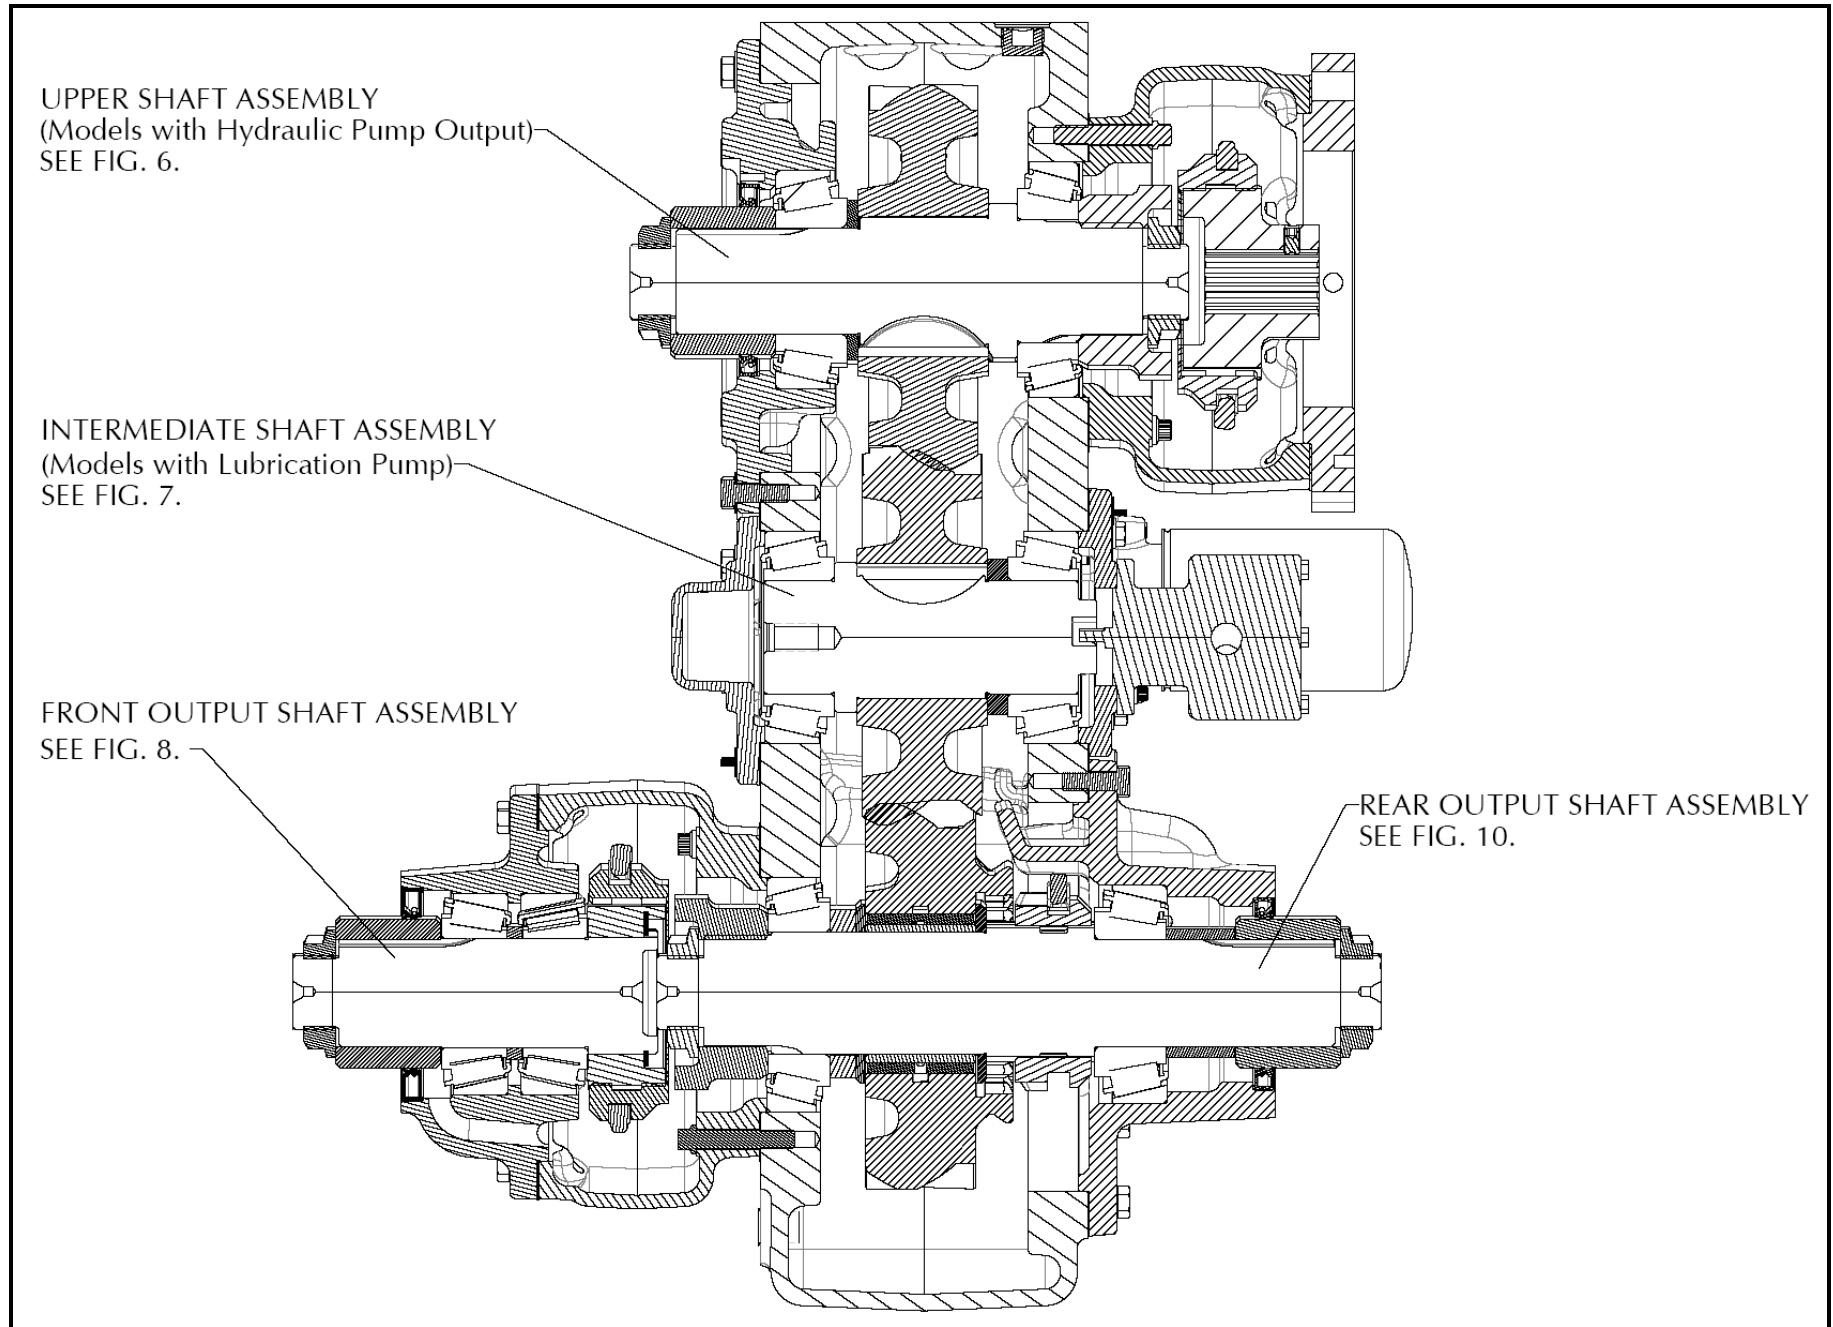 UPPER SHAFT ASSEMBLY
(Models with Hydraulic Pump Output)
SEE FIG. 6.
INTERMEDIATE SHAFT ASSEMBLY
(Models with Lubrication Pump)
SEE FIG. 7.
FRONT OUTPUT SHAFT ASSEMBLY
SEE FIG. 8.
REAR OUTPUT SHAFT ASSEMBLY
SEE FIG. 10.